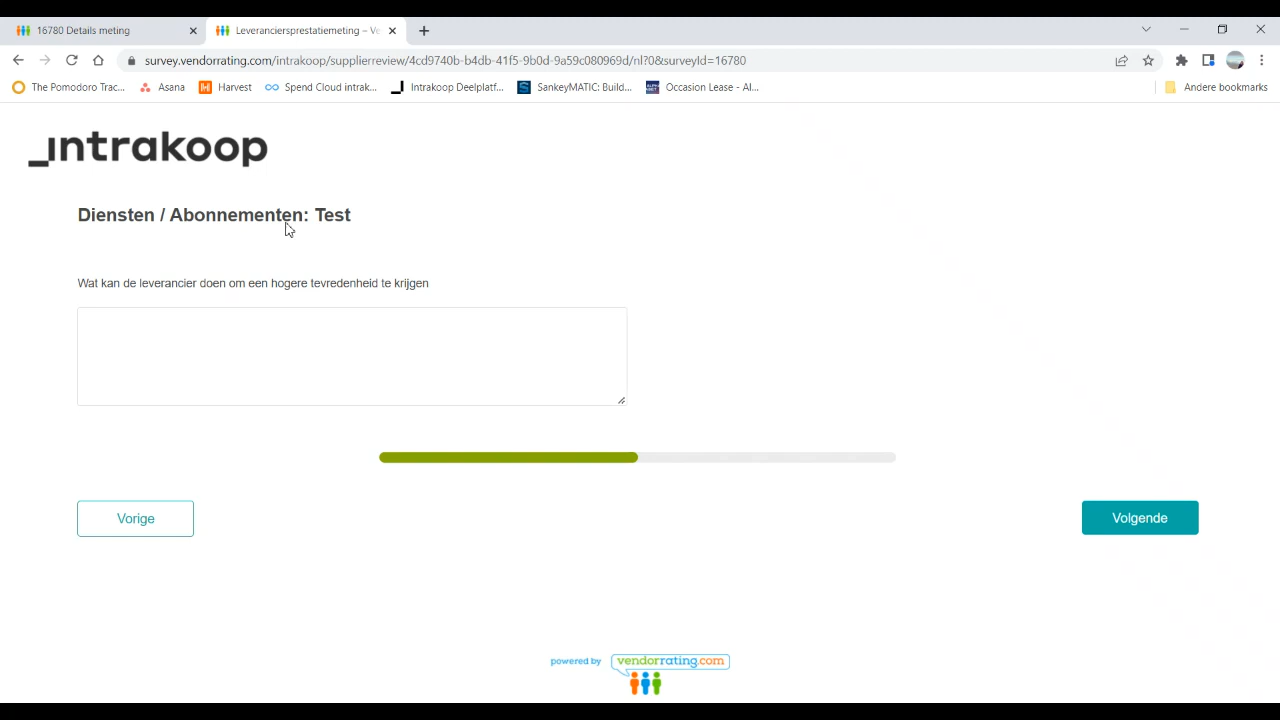 16780 Details meting
Leveranciersprestatiemeting – Ve
survey.vendorrating.com/intrakoop/supplierreview/4cd9740b-b4db-41f5-9bfd-9a59c080969d/nl?0&surveyId=16780
The Pomodoro Trac...
Asana
Harvest
Spend Cloud intrak...
Intrakoop Deelplatf...
SankeyMATIC: Build...
Occasion Lease - Al...
Andere bookmarks
_intrakoop
Diensten / Abonnementen: Test
Wat kan de leverancier doen om een hogere tevredenheid te krijgen
Vorige
Volgende
powered by vendorrating.com